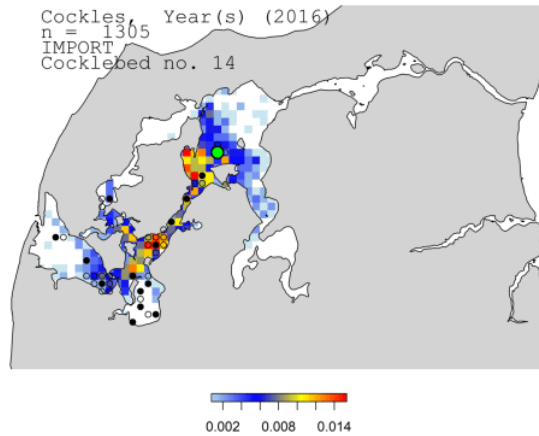 Cockles, Year(s) (2016)
n = 1305
IMPORT
Cocklebed no. 14
0.002 0.008 0.014